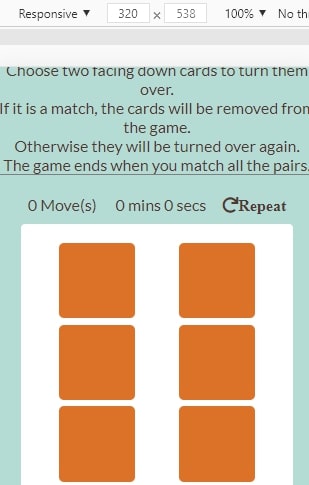 Responsive ▼ 320 × 538 100% ▼ No th
Choose two facing down cards to turn them
over.
If it is a match, the cards will be removed from
the game.
Otherwise they will be turned over again.
The game ends when you match all the pairs.
0 Move(s) 0 mins 0 secs Repeat